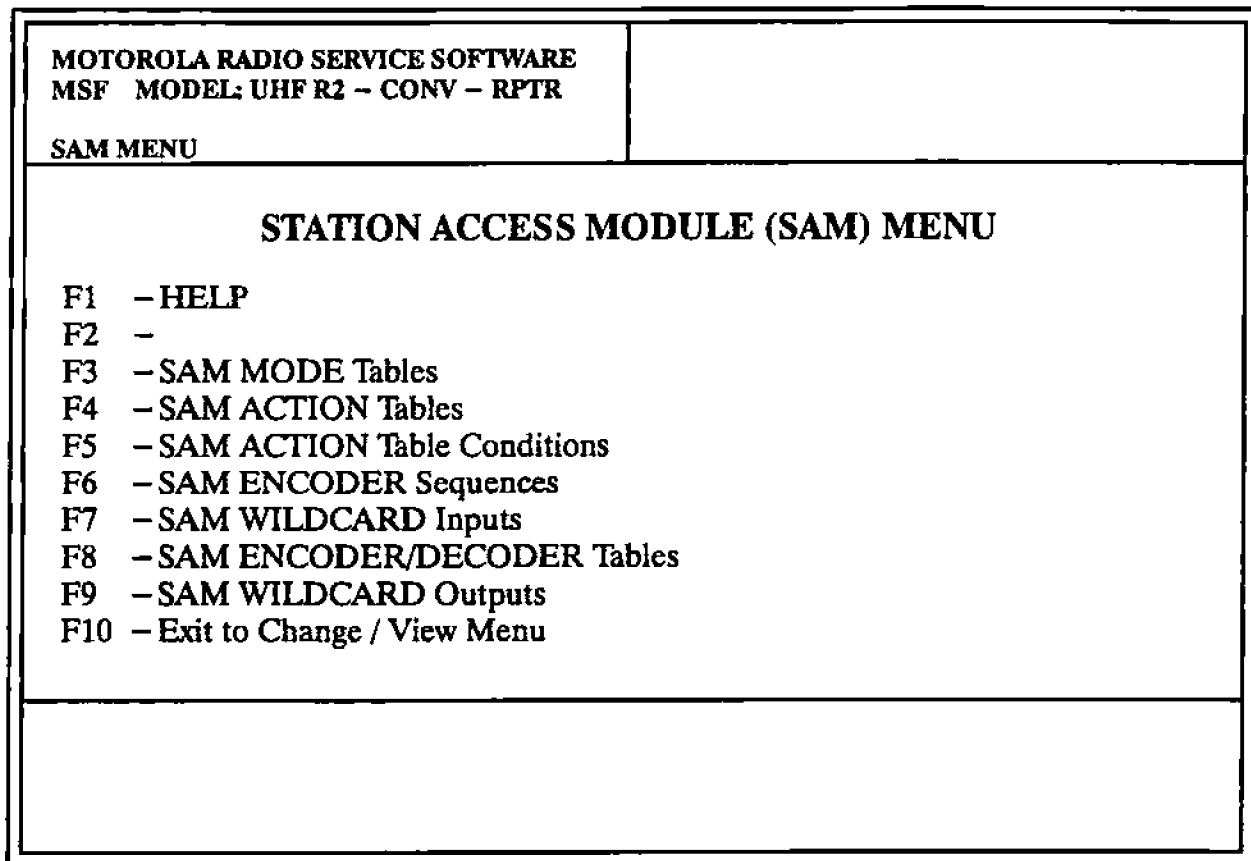 MOTOROLA RADIO SERVICE SOFTWARE
MSF MODEL: UHF R2 – CONV – RPTR
SAM MENU
STATION ACCESS MODULE (SAM) MENU
F1 – HELP
F2 –
F3 – SAM MODE Tables
F4 – SAM ACTION Tables
F5 – SAM ACTION Table Conditions
F6 – SAM ENCODER Sequences
F7 – SAM WILDCARD Inputs
F8 – SAM ENCODER/DECODER Tables
F9 – SAM WILDCARD Outputs
F10 – Exit to Change / View Menu